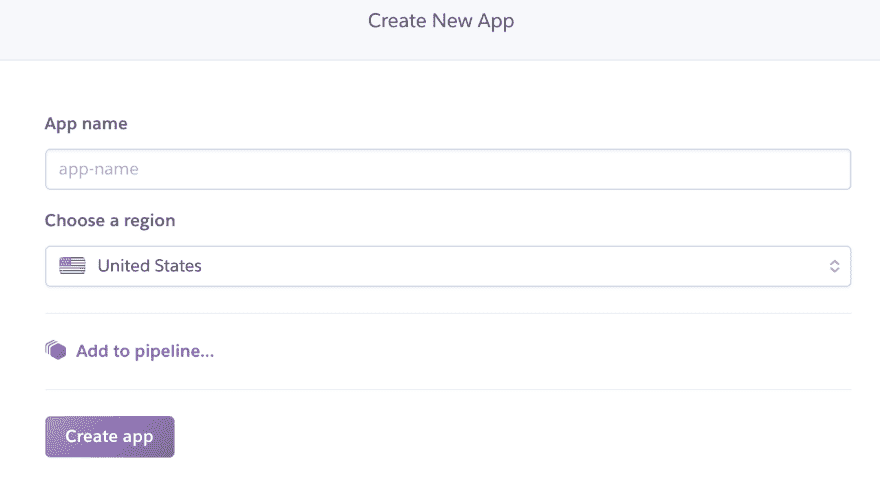 Create New App
App name
app-name
Choose a region
United States
Add to pipeline...
Create app